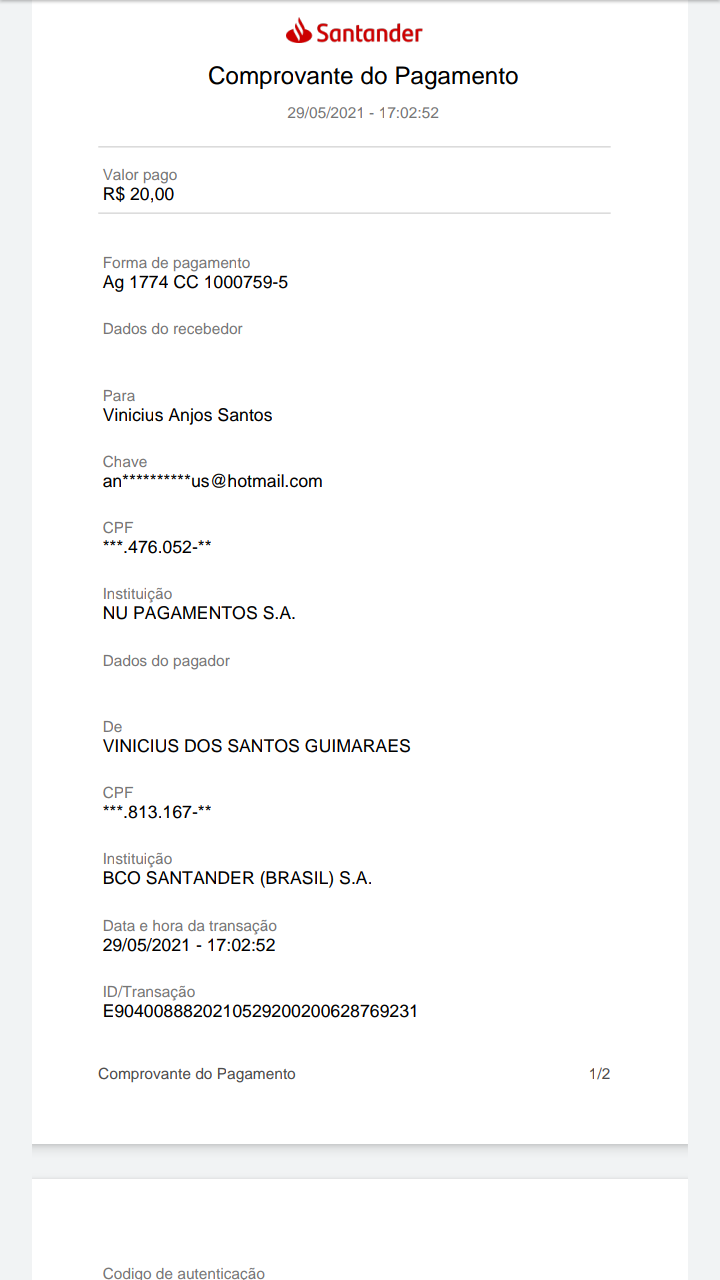 Santander
Comprovante do Pagamento
29/05/2021 - 17:02:52
Valor pago
R$ 20,00
Forma de pagamento
Ag 1774 CC 1000759-5
Dados do recebedor
Para
Vinicius Anjos Santos
Chave
an**********us@hotmail.com
CPF
***.476.052-**
Instituição
NU PAGAMENTOS S.A.
Dados do pagador
De
VINICIUS DOS SANTOS GUIMARAES
CPF
***.813.167-**
Instituição
BCO SANTANDER (BRASIL) S.A.
Data e hora da transação
29/05/2021 - 17:02:52
ID/Transação
E9040088820210529200200628769231
Comprovante do Pagamento 1/2
Codigo de autenticação